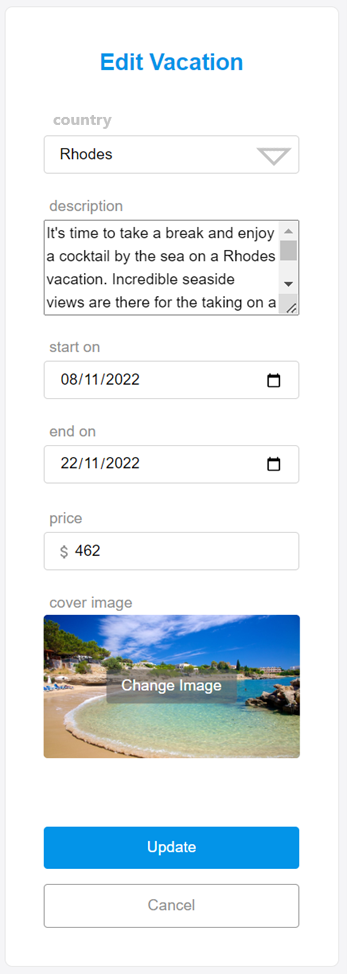 Edit Vacation
country
Rhodes
description
It's time to take a break and enjoy
a cocktail by the sea on a Rhodes
vacation. Incredible seaside
views are there for the taking on a
start on
08/11/2022
end on
22/11/2022
price
$ 462
cover image
Change Image
Update
Cancel